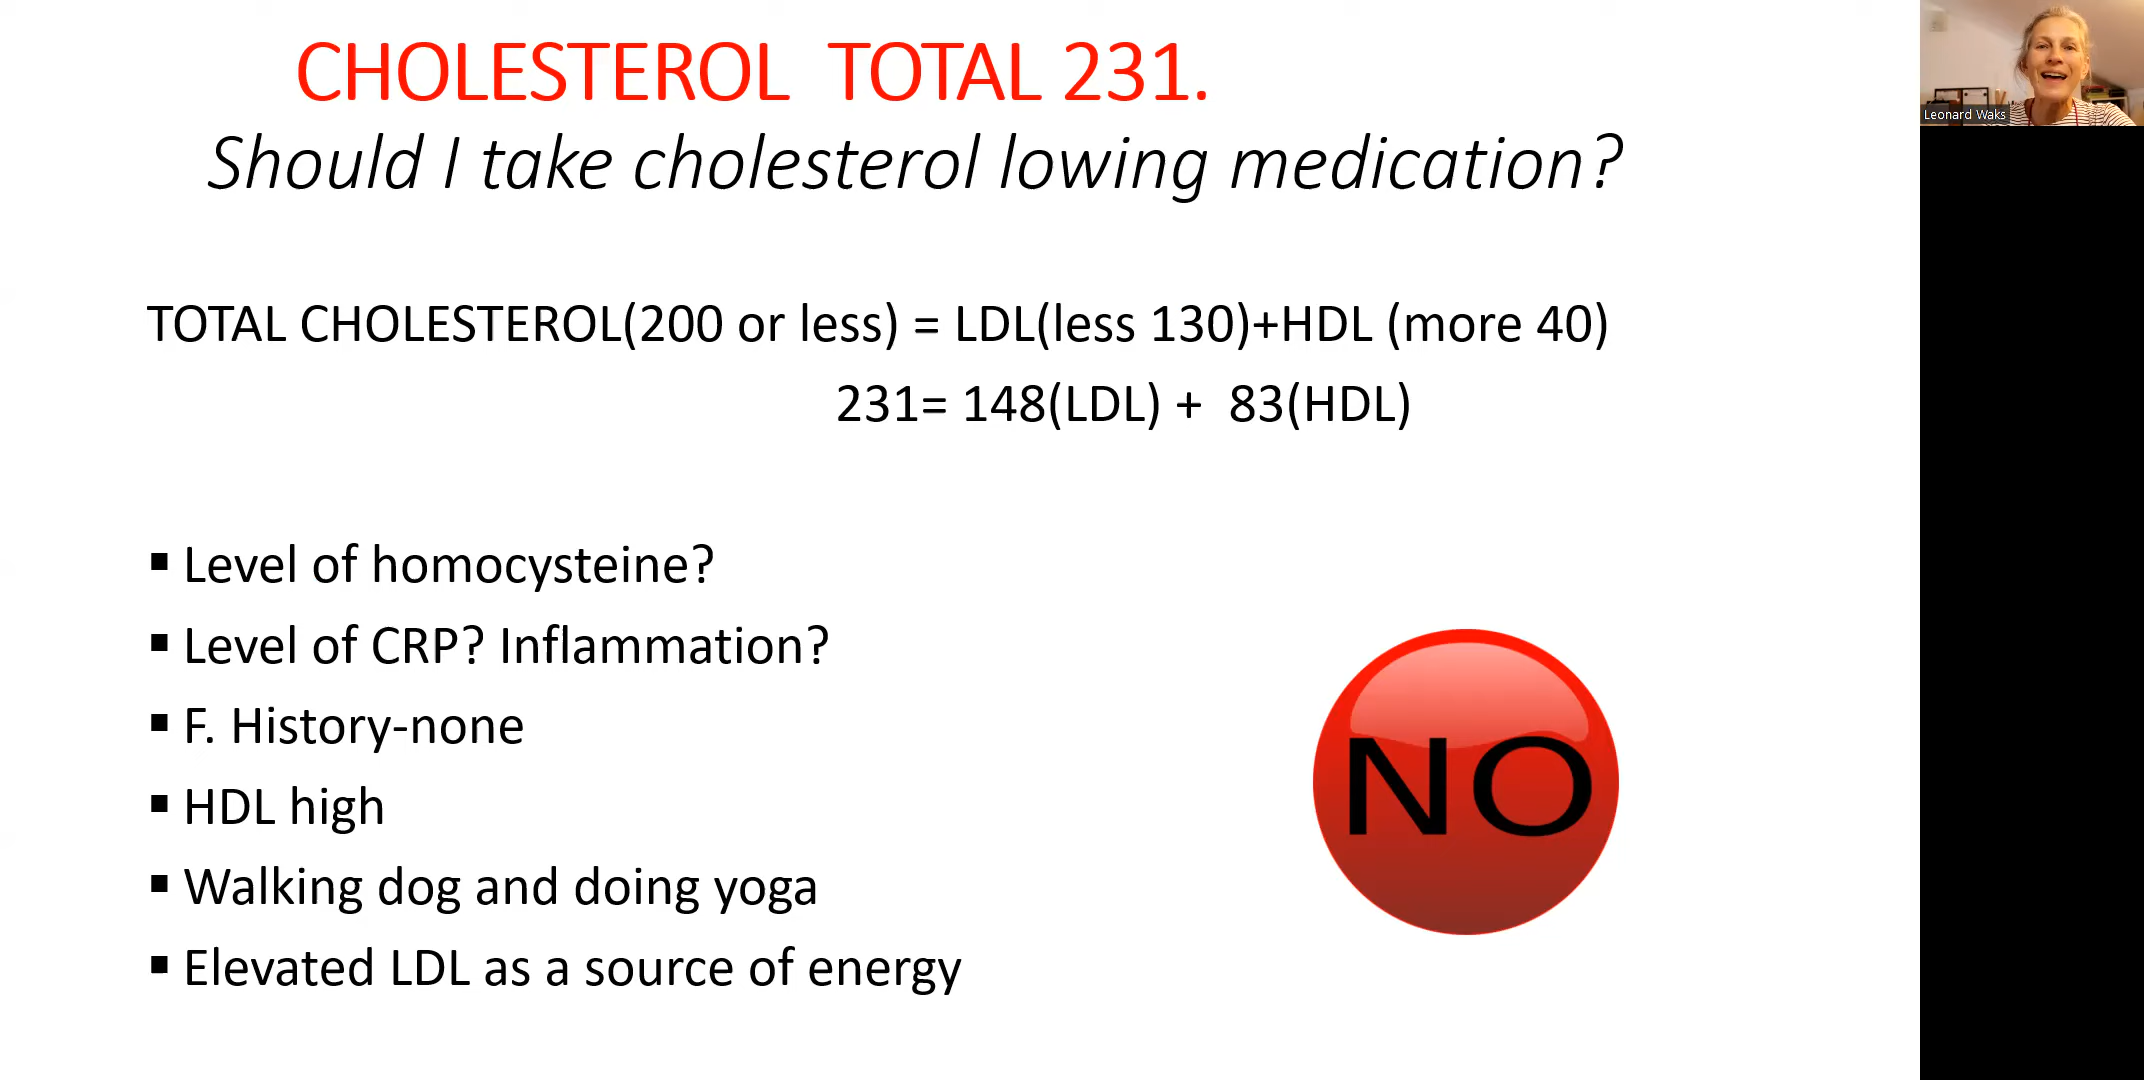 CHOLESTEROL TOTAL 231.
Should I take cholesterol lowing medication?
TOTAL CHOLESTEROL(200 or less) = LDL(less 130)+HDL (more 40)
231= 148(LDL) + 83(HDL)
▪ Level of homocysteine?
▪ Level of CRP? Inflammation?
▪ F. History-none
▪ HDL high
▪ Walking dog and doing yoga
▪ Elevated LDL as a source of energy
NO
Leonard Waks